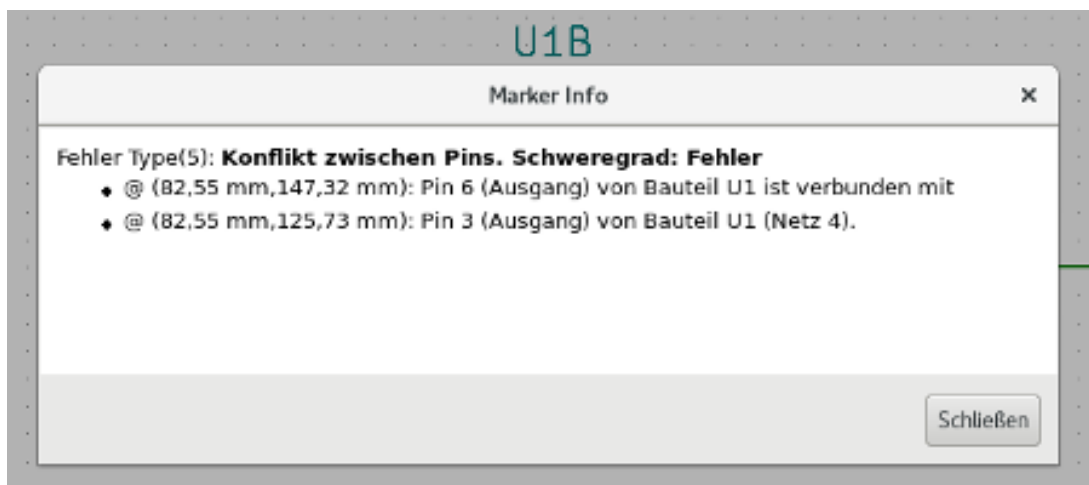 U1B
Marker Info
Fehler Type(5): Konflikt zwischen Pins. Schweregrad: Fehler
@ (82,55 mm,147,32 mm): Pin 6 (Ausgang) von Bauteil U1 ist verbunden mit
@ (82,55 mm,125,73 mm): Pin 3 (Ausgang) von Bauteil U1 (Netz 4).
Schließen